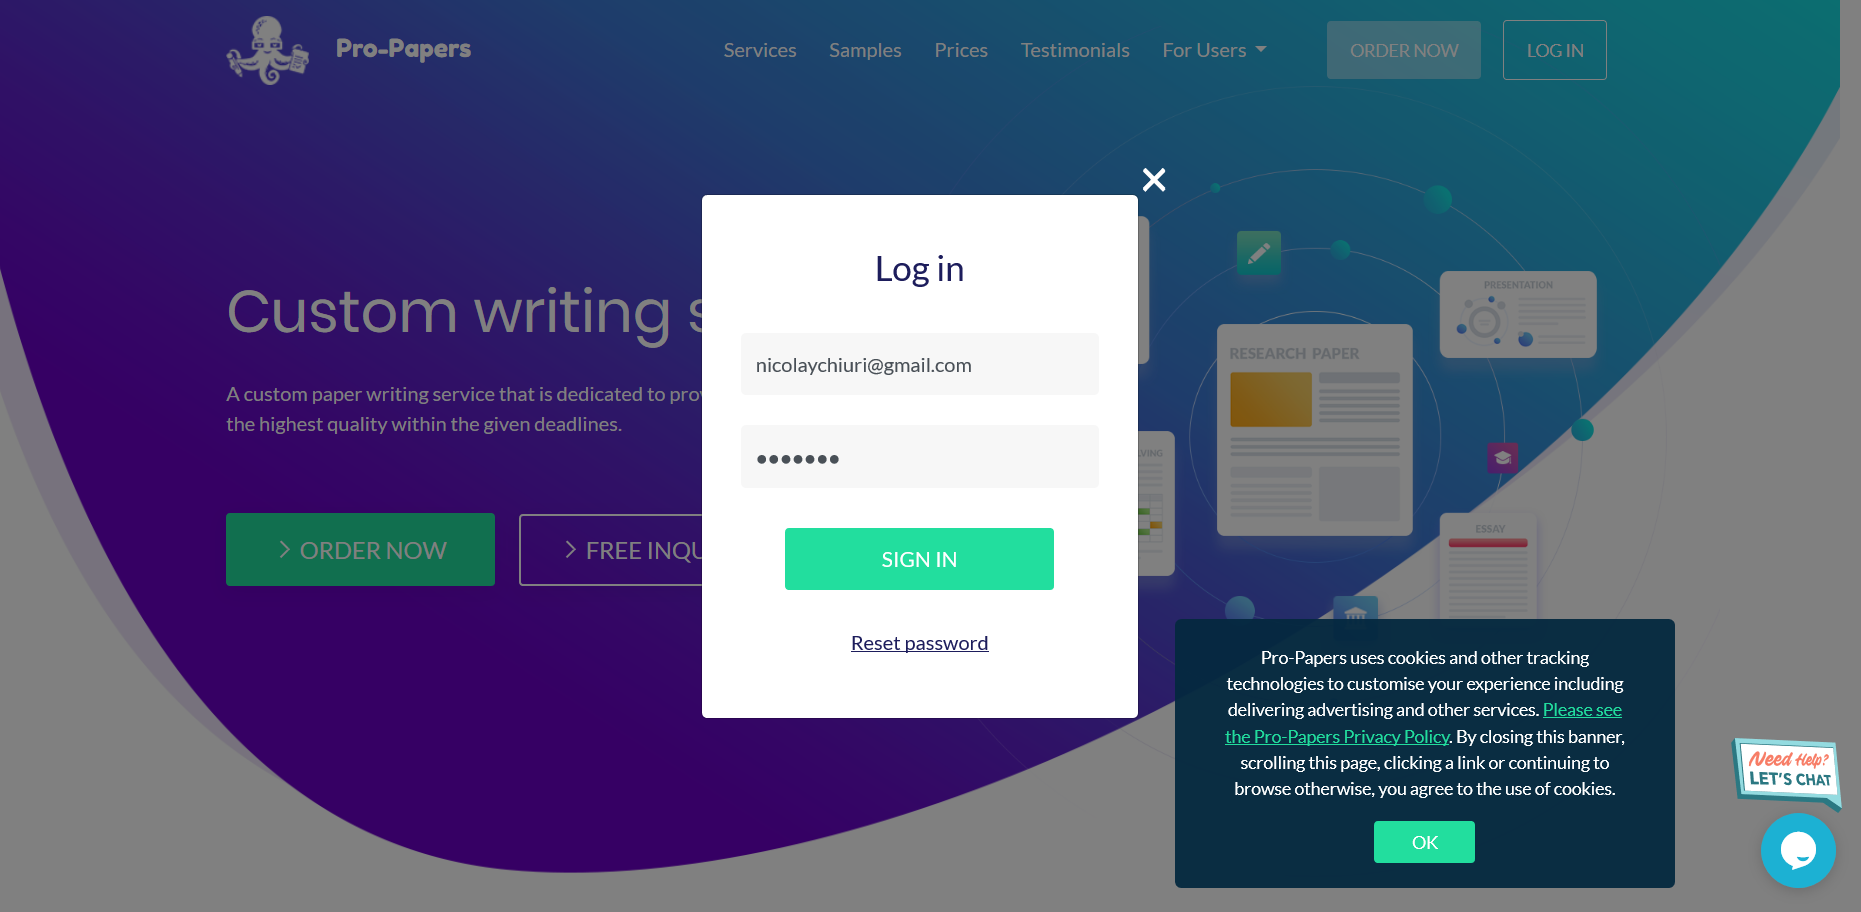 Pro-Papers
Services
Samples
Prices
Testimonials
For Users
ORDER NOW
LOG IN
Log in
nicolaychiuri@gmail.com
SIGN IN
Reset password
Custom writing s
A custom paper writing service that is dedicated to prov
the highest quality within the given deadlines.
ORDER NOW
FREE INQU
PRESENTATION
RESEARCH PAPER
LVING
ESSAY
Pro-Papers uses cookies and other tracking
technologies to customise your experience including
delivering advertising and other services. Please see
the Pro-Papers Privacy Policy. By closing this banner,
scrolling this page, clicking a link or continuing to
browse otherwise, you agree to the use of cookies.
OK
Need Help?
LET'S CHAT